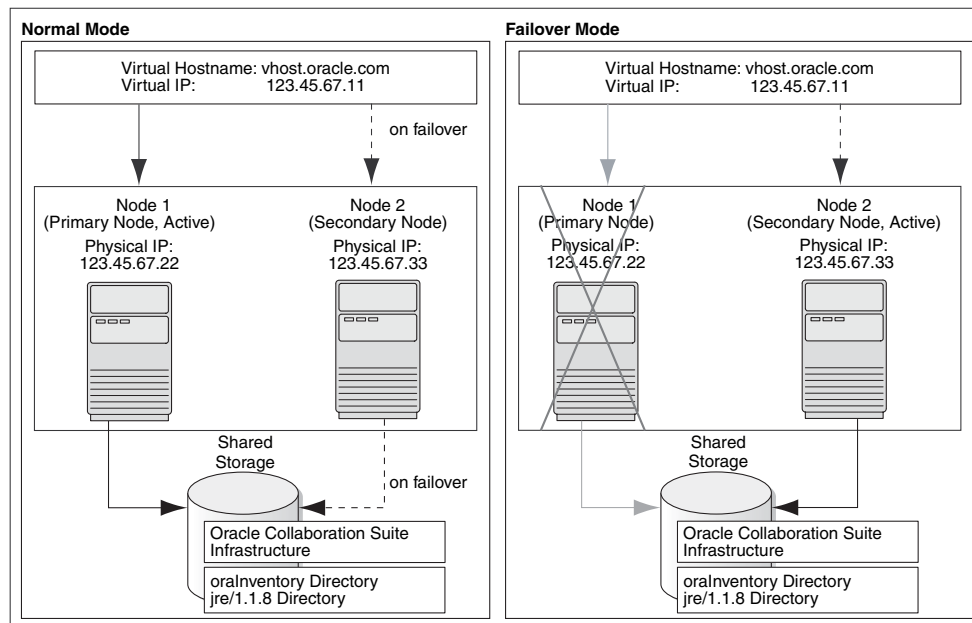 Normal Mode
Virtual Hostname: vhost.oracle.com
Virtual IP: 123.45.67.11
on failover
Node 1
(Primary Node, Active)
Physical IP:
123.45.67.22
Node 2
(Secondary Node)
Physical IP:
123.45.67.33
Shared
Storage
on failover
Oracle Collaboration Suite
Infrastructure
oraInventory Directory
jre/1.1.8 Directory
Failover Mode
Virtual Hostname: vhost.oracle.com
Virtual IP: 123.45.67.11
on failover
Node 1
(Primary Node)
Physical IP:
123.45.67.22
Node 2
(Secondary Node, Active)
Physical IP:
123.45.67.33
Shared
Storage
Oracle Collaboration Suite
Infrastructure
oraInventory Directory
jre/1.1.8 Directory